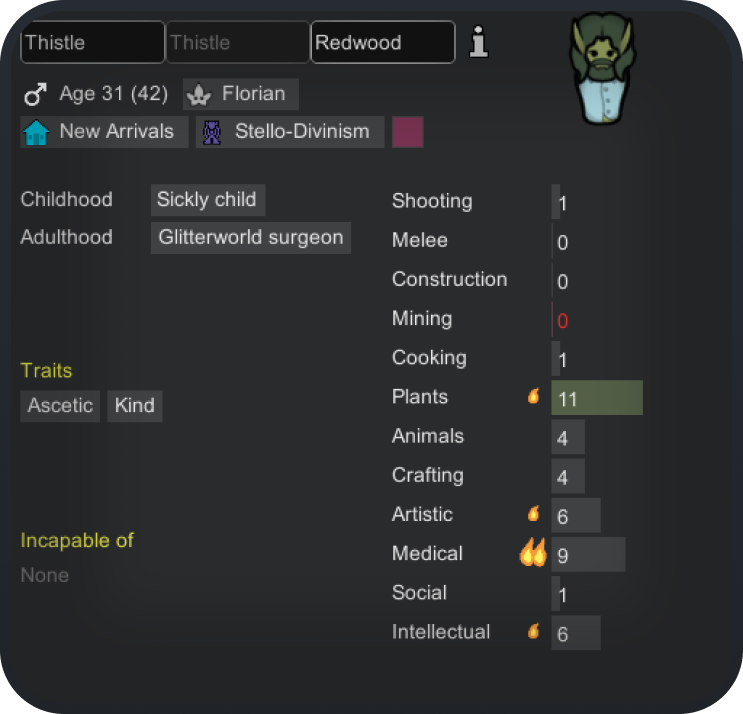 Thistle Thistle Redwood
Age 31 (42) Florian
New Arrivals Stello-Divinism
Childhood Sickly child
Adulthood Glitterworld surgeon
Traits
Ascetic Kind
Incapable of
None
Shooting 1
Melee 0
Construction 0
Mining 0
Cooking 1
Plants 11
Animals 4
Crafting 4
Artistic 6
Medical 9
Social 1
Intellectual 6